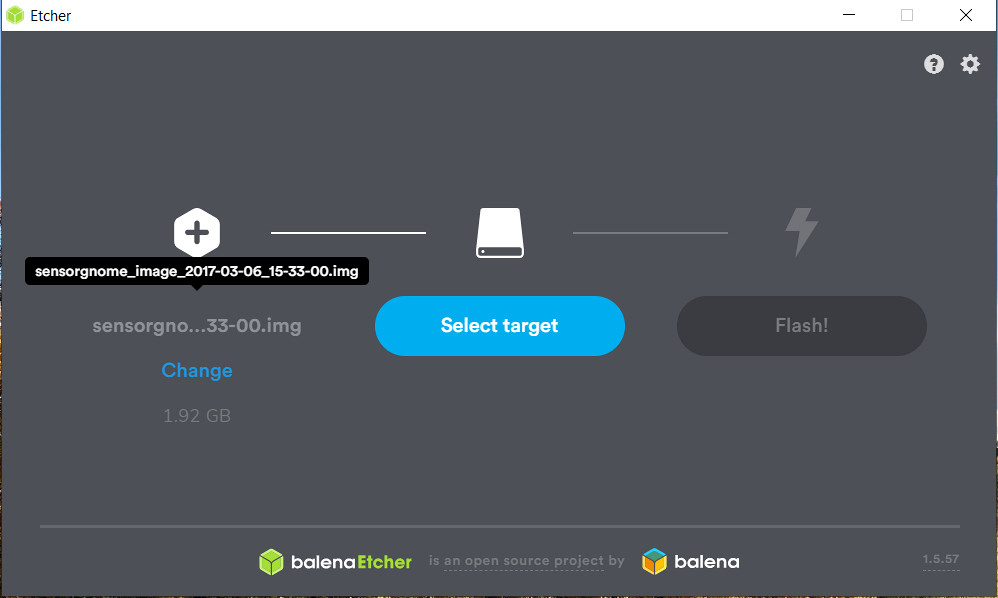 Etcher
sensorgnome_image_2017-03-06_15-33-00.img
sensorgno...33-00.img
Select target
Flash!
Change
1.92 GB
balenaEtcher is an open source project by balena 1.5.57